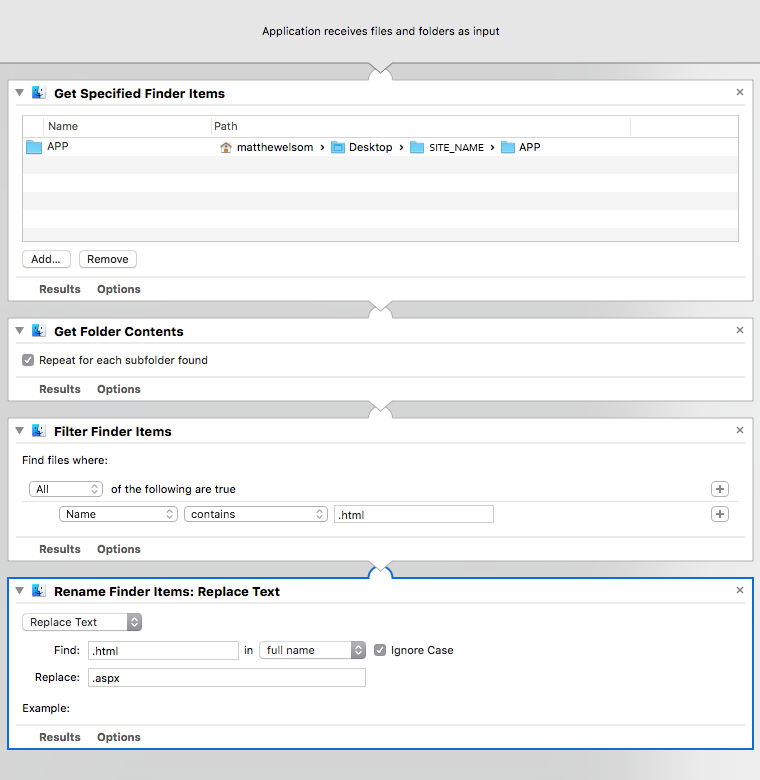 Application receives files and folders as input
Get Specified Finder Items
Name Path
APP matthewelsom › Desktop › SITE_NAME › APP
Add... Remove
Results Options
Get Folder Contents
Repeat for each subfolder found
Results Options
Filter Finder Items
Find files where:
All of the following are true
Name contains .html
Results Options
Rename Finder Items: Replace Text
Replace Text
Find: .html in full name Ignore Case
Replace: .aspx
Example:
Results Options